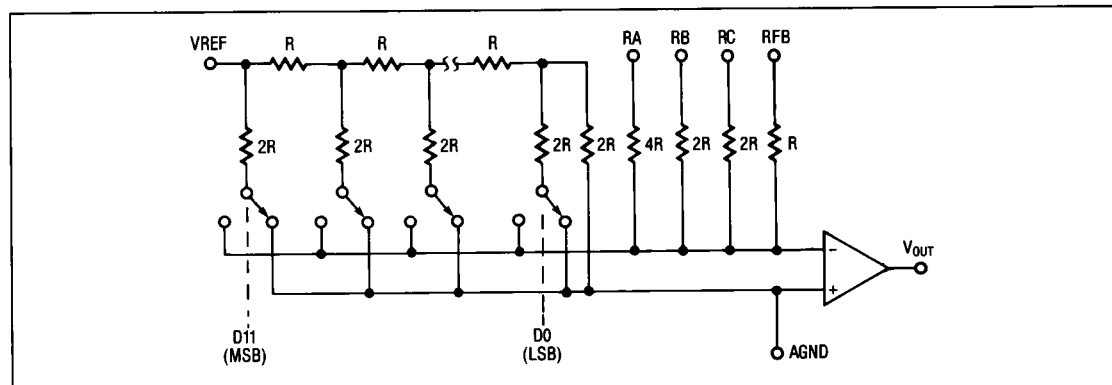 VREF R R R RA RB RC RFB
2R 2R 2R 2R 2R 4R 2R 2R R
− VOUT
+
D11 D0 AGND
(MSB) (LSB)